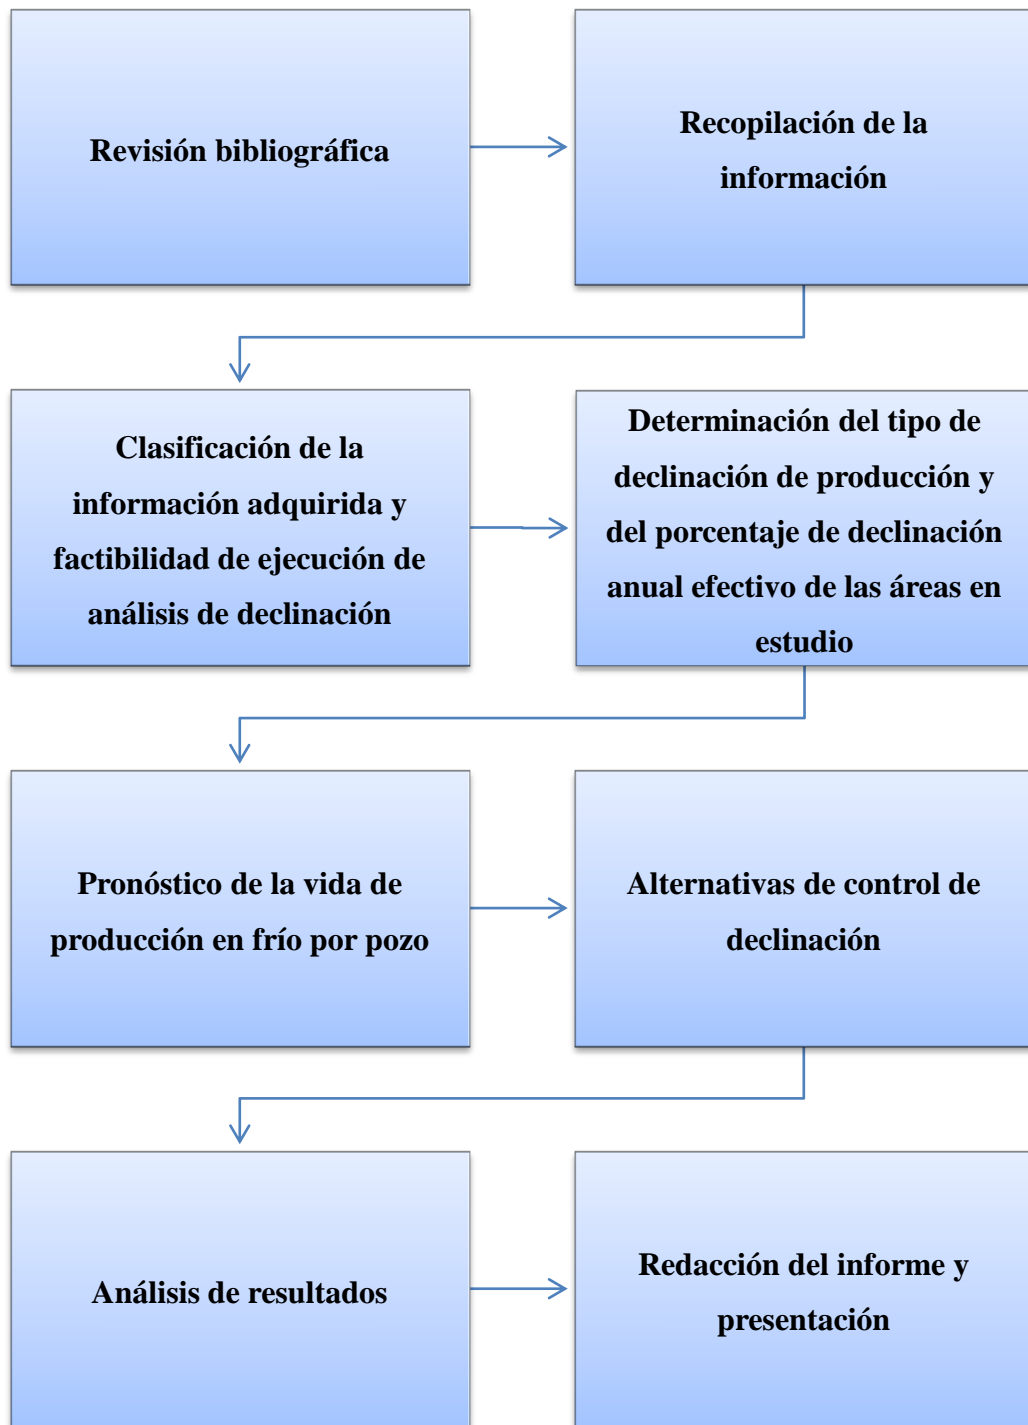 Revisión bibliográfica
Recopilación de la
información
Clasificación de la
información adquirida y
factibilidad de ejecución de
análisis de declinación
Determinación del tipo de
declinación de producción y
del porcentaje de declinación
anual efectivo de las áreas en
estudio
Pronóstico de la vida de
producción en frío por pozo
Alternativas de control de
declinación
Análisis de resultados
Redacción del informe y
presentación